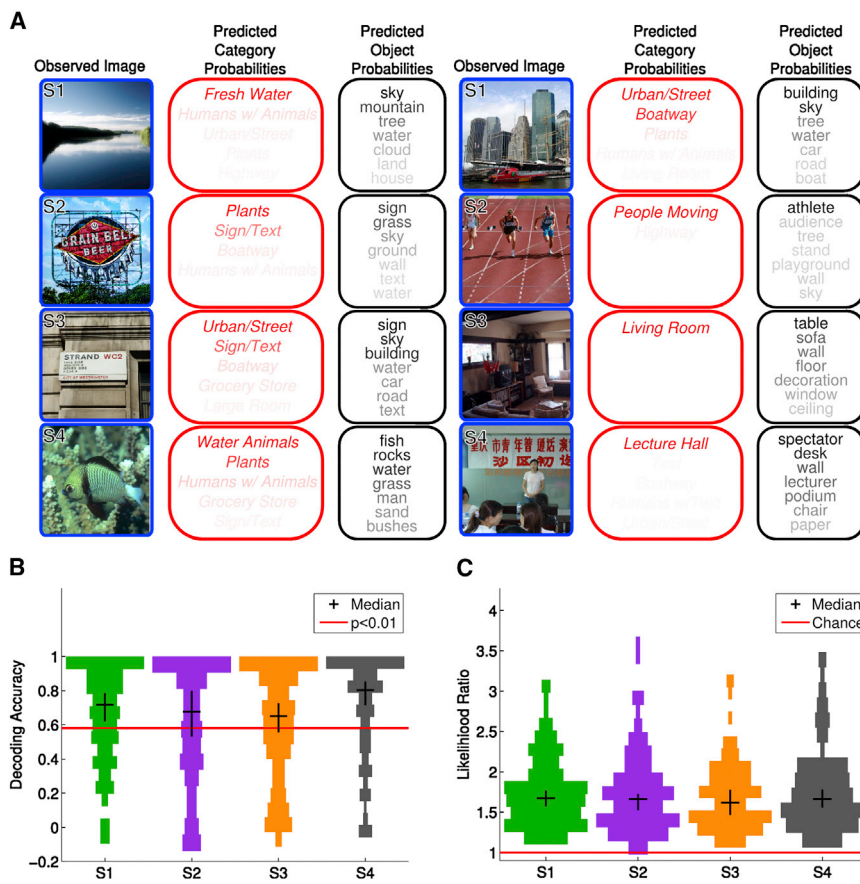 A
Observed Image
Predicted
Category
Probabilities
Predicted
Object
Probabilities
Observed Image
Predicted
Category
Probabilities
Predicted
Object
Probabilities
S1
Fresh Water
Humans w/ Animals
Urban/Street
Plants
Highway
sky
mountain
tree
water
cloud
land
house
S1
Urban/Street
Boatway
Plants
Humans w/ Animals
Living Room
building
sky
tree
water
car
road
boat
S2
GRAIN BELT
BEER
Plants
Sign/Text
Boatway
Humans w/ Animals
sign
grass
sky
ground
wall
text
water
S2
People Moving
Highway
athlete
audience
tree
stand
playground
wall
sky
S3
STRAND WC2
CITY OF WESTMINSTER
Urban/Street
Sign/Text
Boatway
Grocery Store
Large Room
sign
sky
building
water
car
road
text
S3
Living Room
table
sofa
wall
floor
decoration
window
ceiling
S4
Water Animals
Plants
Humans w/ Animals
Grocery Store
Sign/Text
fish
rocks
water
grass
man
sand
bushes
S4
Lecture Hall
Boatway
Urban/Street
spectator
desk
wall
lecturer
podium
chair
paper
B
Median
p<0.01
Decoding Accuracy
1
0.8
0.6
0.4
0.2
0
−0.2
S1
S2
S3
S4
C
Median
Chance
Likelihood Ratio
4
3.5
3
2.5
2
1.5
1
S1
S2
S3
S4